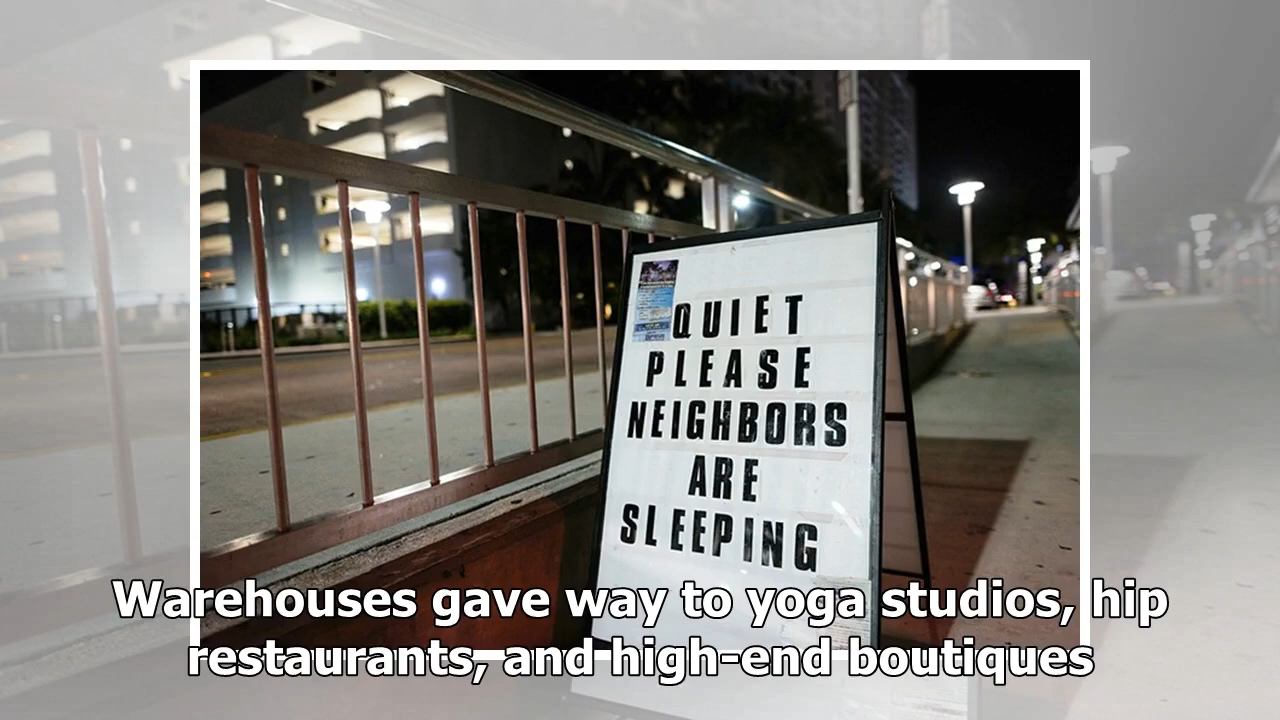 QUIET
PLEASE
NEIGHBORS
ARE
SLEEPING
Warehouses gave way to yoga studios, hip
restaurants, and high-end boutiques